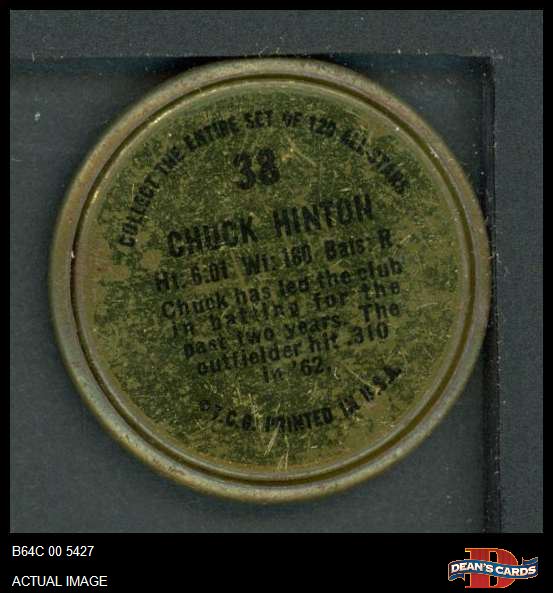 COLLECT THE ENTIRE SET OF 120 ALL-STARS
38
CHUCK HINTON
Ht: 6:01 Wt: 180 Bats: R
Chuck has led the club
in batting for the
past two years. The
outfielder hit .310
in '62.
©T.C.G. PRINTED IN U.S.A.
B64C 00 5427
ACTUAL IMAGE
D
DEAN'S CARDS